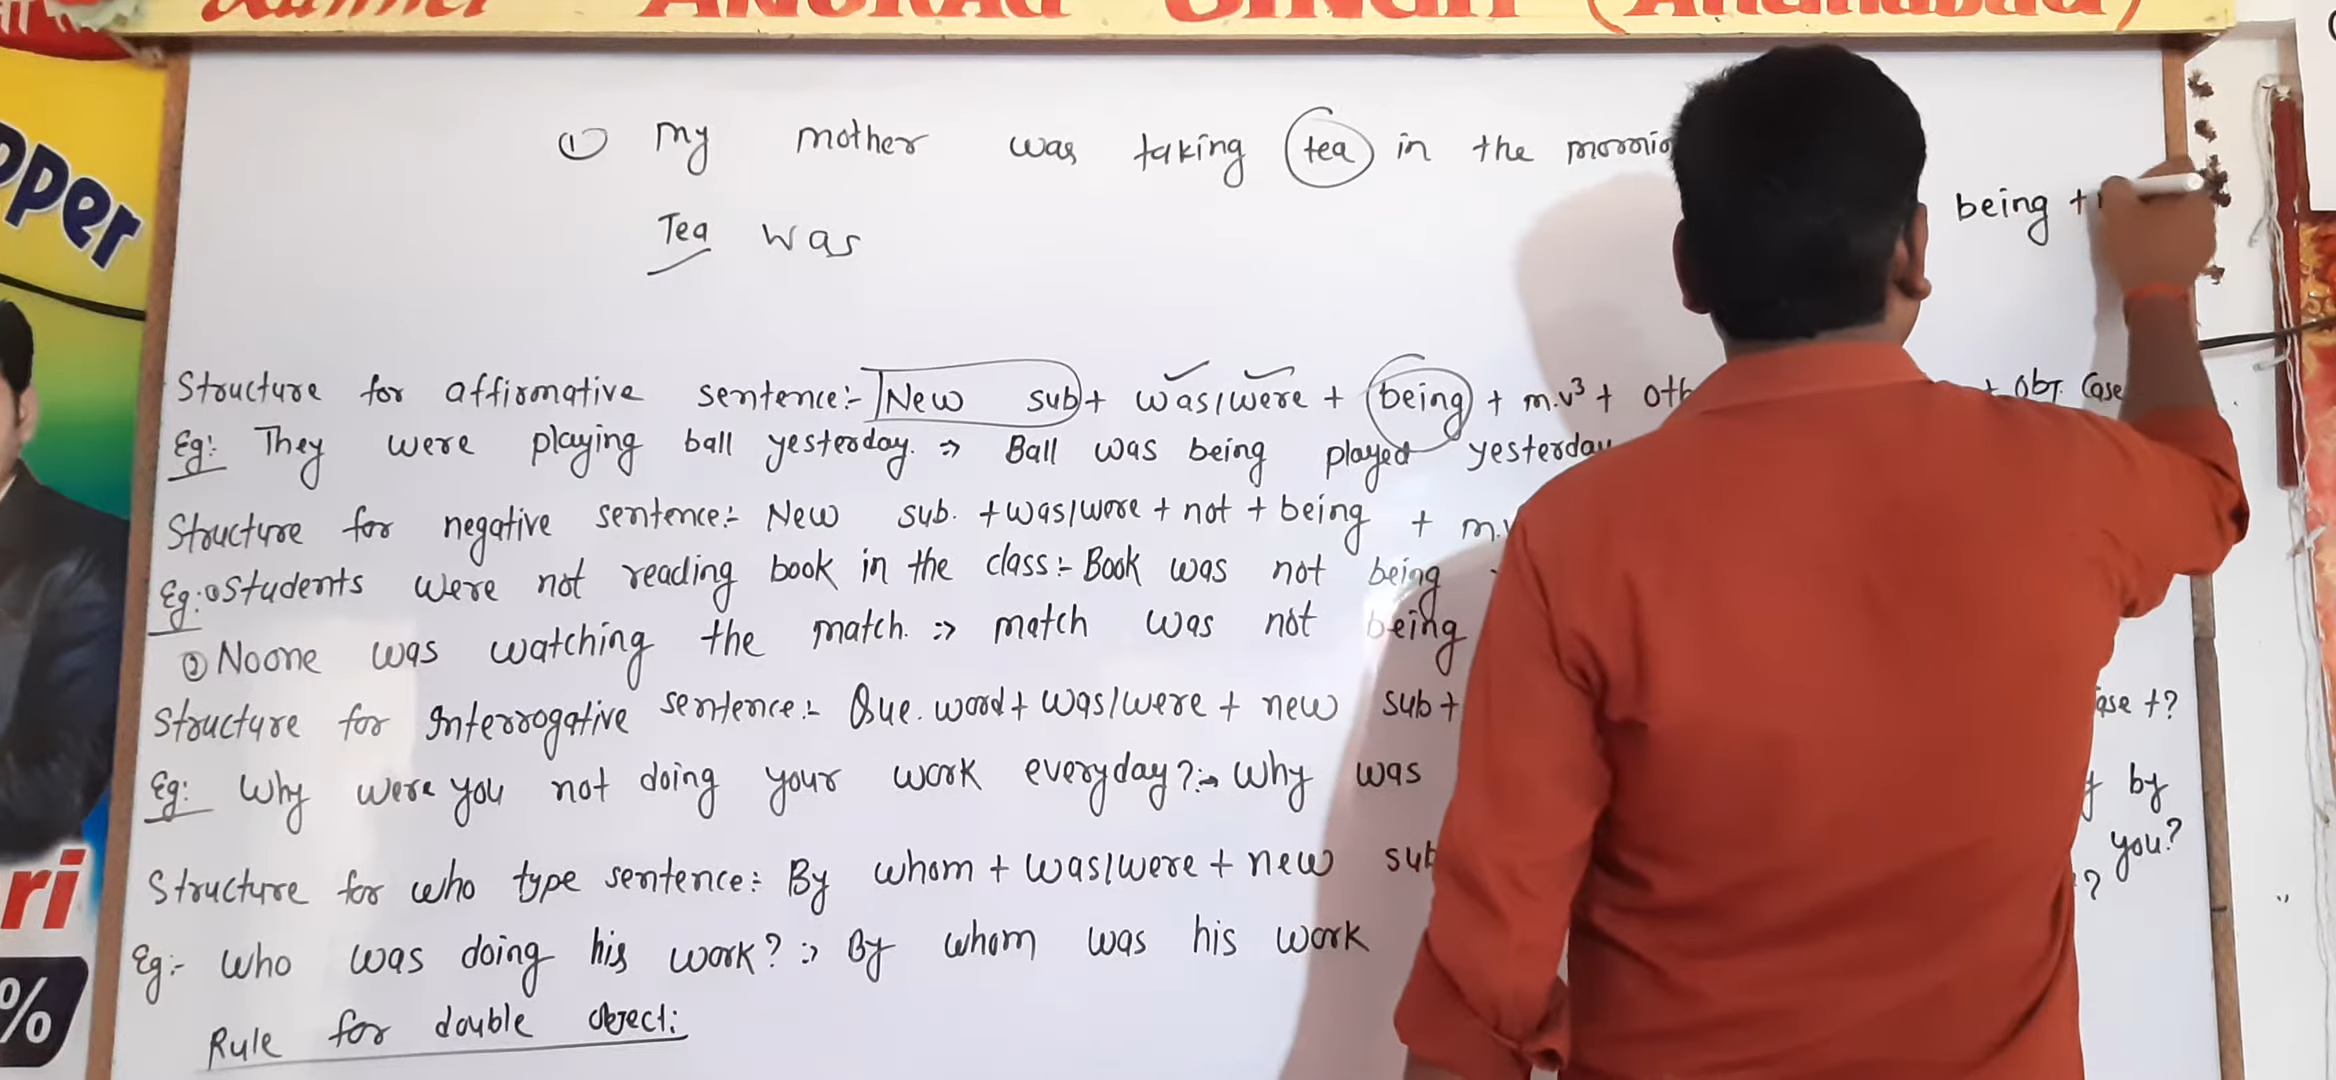 ANURAG SINGH (Allahabad)
① My mother was taking tea in the
being +
Tea was
Structure for affirmative sentence:- New sub + was/were + being + m.v³ + oth + Obj. Case
Eg:- They were playing ball yesterday. ⇒ Ball was being played yesterday
Structure for negative sentence:- New sub. + was/were + not + being + m.v
Eg:① Students were not reading book in the class:- Book was not being
② Noone was watching the match. ⇒ match was not being
Structure for Interrogative sentence:- Que. word + was/were + new sub + ase + ?
Eg:- Why were you not doing your work everyday? :→ Why was by
you?
Structure for who type sentence:- By whom + was/were + new sub ?
Eg:- Who was doing his work? :⇒ By whom was his work
Rule for double object:
pper
ri
%